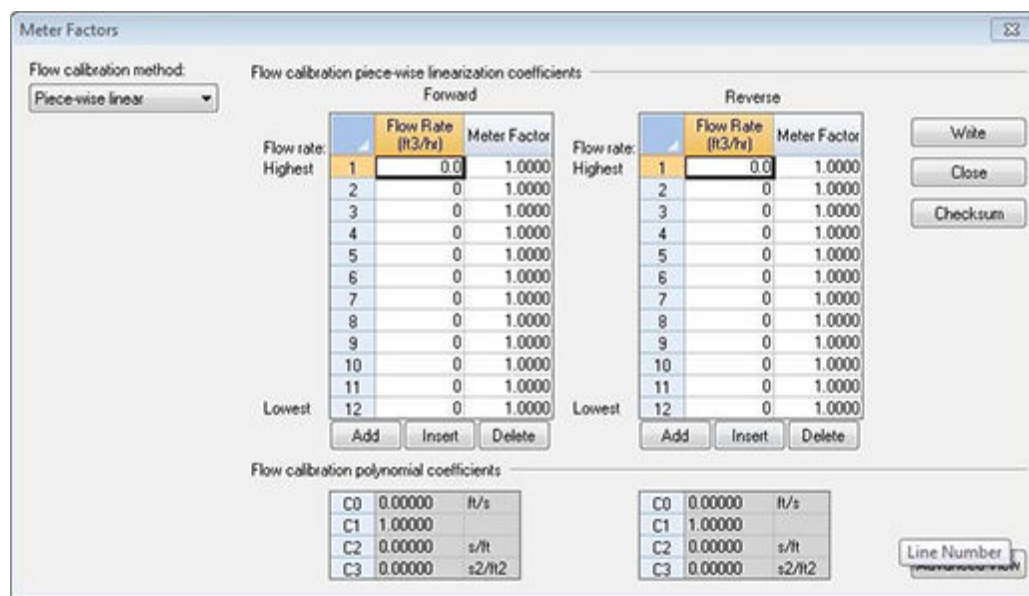 Meter Factors
Flow calibration method:
Piece-wise linear
Flow calibration piece-wise linearization coefficients
Forward
Reverse
Flow rate: Flow Rate (ft3/hr) Meter Factor Flow rate: Flow Rate (ft3/hr) Meter Factor
Highest 1 0.0 1.0000 Highest 1 0.0 1.0000
2 0 1.0000 2 0 1.0000
3 0 1.0000 3 0 1.0000
4 0 1.0000 4 0 1.0000
5 0 1.0000 5 0 1.0000
6 0 1.0000 6 0 1.0000
7 0 1.0000 7 0 1.0000
8 0 1.0000 8 0 1.0000
9 0 1.0000 9 0 1.0000
10 0 1.0000 10 0 1.0000
11 0 1.0000 11 0 1.0000
Lowest 12 0 1.0000 Lowest 12 0 1.0000
Add Insert Delete Add Insert Delete
Write
Close
Checksum
Flow calibration polynomial coefficients
C0 0.00000 ft/s C0 0.00000 ft/s
C1 1.00000 C1 1.00000
C2 0.00000 s/ft C2 0.00000 s/ft
C3 0.00000 s2/ft2 C3 0.00000 s2/ft2
Line Number